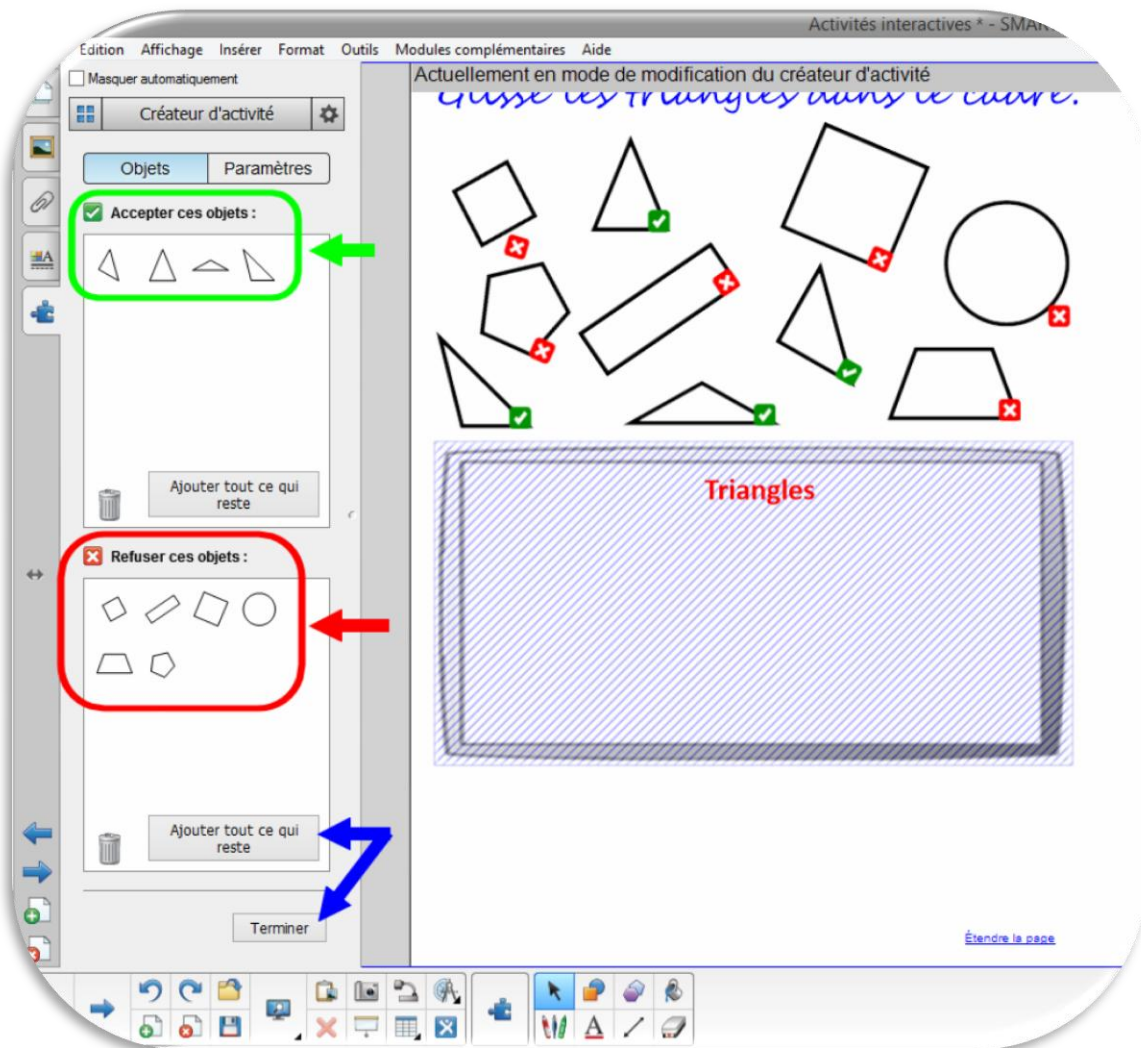 Activités interactives * - SMAR
Edition Affichage Insérer Format Outils Modules complémentaires Aide
Masquer automatiquement
Actuellement en mode de modification du créateur d'activité
Glisse les triangles dans le cadre.
Créateur d'activité
Objets Paramètres
Accepter ces objets :
Ajouter tout ce qui
reste
Triangles
Refuser ces objets :
Ajouter tout ce qui
reste
Terminer
Étendre la page